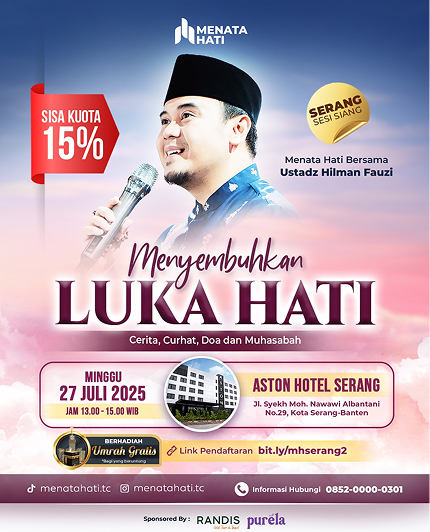 MENATA
HATI
SISA KUOTA
15%
SERANG
SESI SIANG
Menata Hati Bersama
Ustadz Hilman Fauzi
Menyembuhkan
LUKA HATI
Cerita, Curhat, Doa dan Muhasabah
MINGGU
27 JULI 2025
JAM 13.00 - 15.00 WIB
ASTON HOTEL SERANG
Jl. Syekh Moh. Nawawi Albantani
No.29, Kota Serang-Banten
BERHADIAH
Umrah Gratis
*Bagi yang beruntung
Link Pendaftaran bit.ly/mhserang2
menatahati.tc menatahati.tc Informasi Hubungi 0852-0000-0301
Sponsored By : RANDIS purela